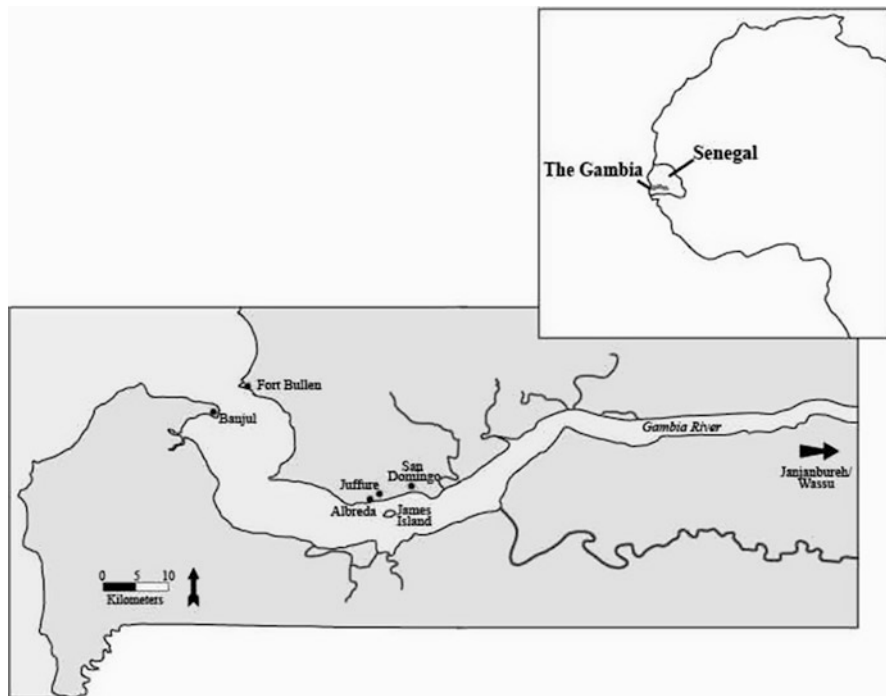 Senegal
The Gambia
Fort Bullen
Banjul
Gambia River
San
Domingo
Juffure
Albreda
James
Island
Janjanbureh/
Wassu
0 5 10
Kilometers